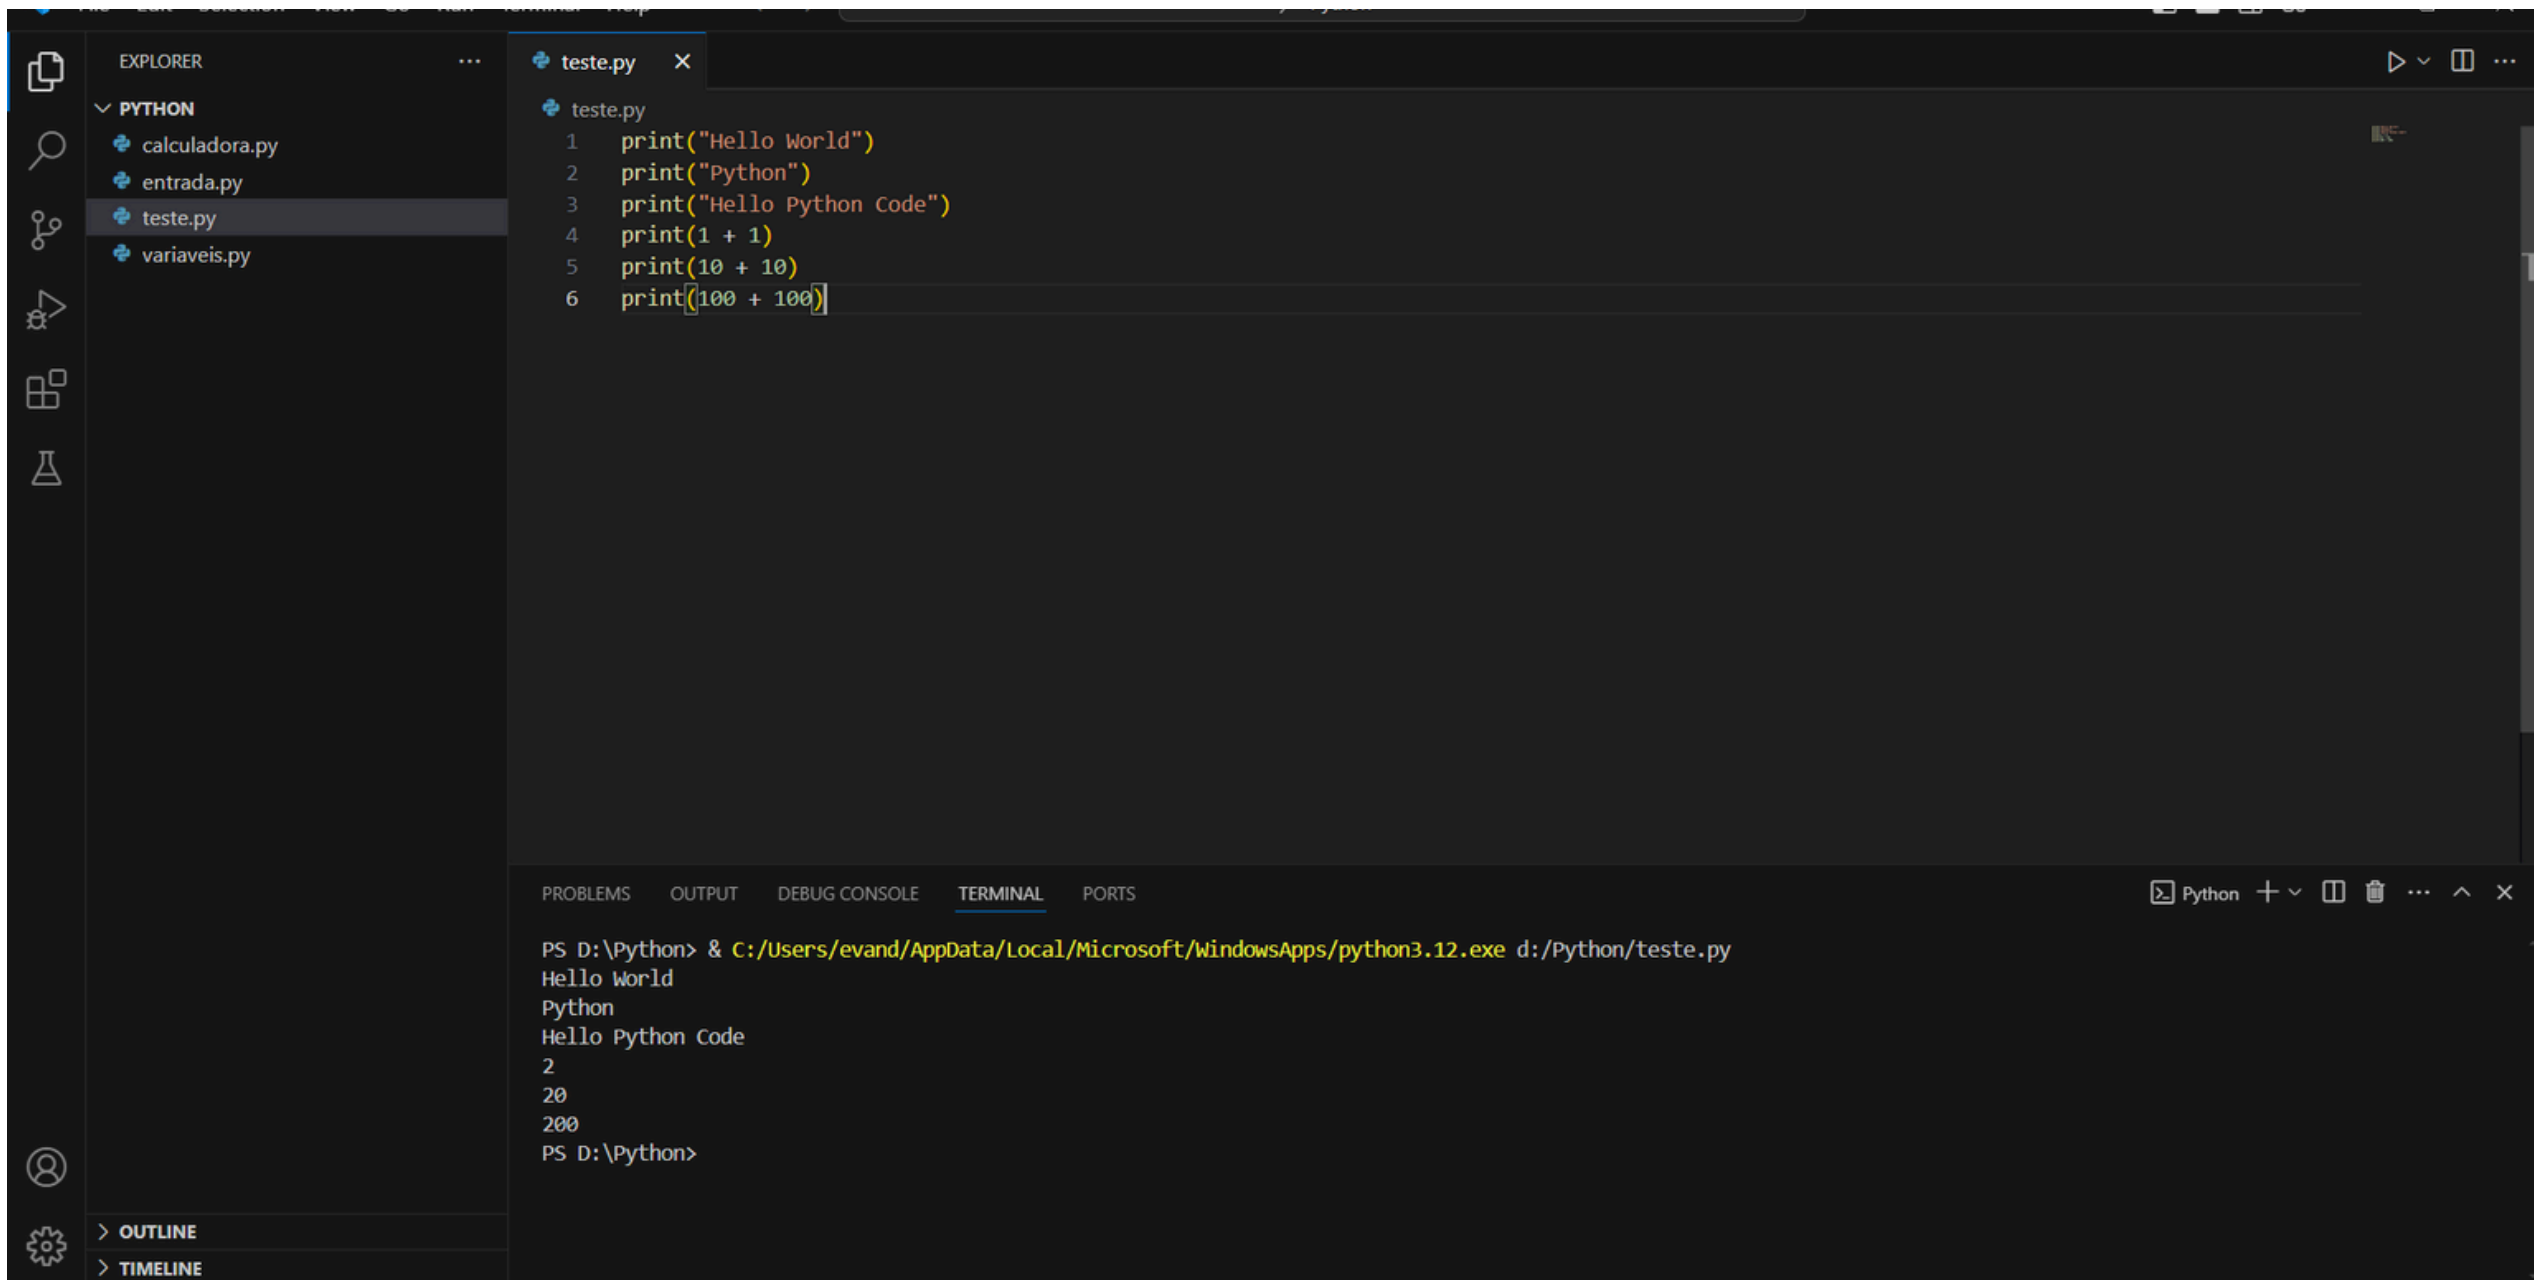 EXPLORER
PYTHON
calculadora.py
entrada.py
teste.py
variaveis.py
OUTLINE
TIMELINE
teste.py
teste.py
1 print("Hello World")
2 print("Python")
3 print("Hello Python Code")
4 print(1 + 1)
5 print(10 + 10)
6 print(100 + 100)
PROBLEMS OUTPUT DEBUG CONSOLE TERMINAL PORTS
Python
PS D:\Python> & C:/Users/evand/AppData/Local/Microsoft/WindowsApps/python3.12.exe d:/Python/teste.py
Hello World
Python
Hello Python Code
2
20
200
PS D:\Python>